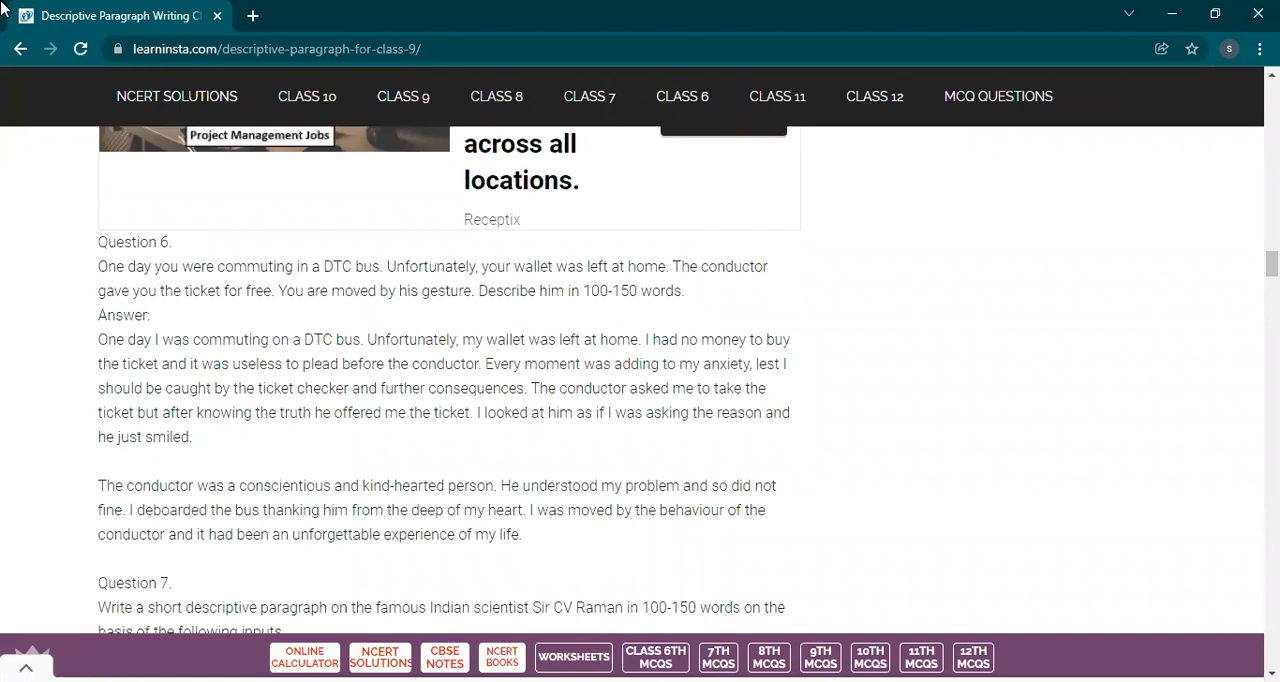 Descriptive Paragraph Writing Cl
learninsta.com/descriptive-paragraph-for-class-9/
S
NCERT SOLUTIONS CLASS 10 CLASS 9 CLASS 8 CLASS 7 CLASS 6 CLASS 11 CLASS 12 MCQ QUESTIONS
Project Management Jobs
across all
locations.
Receptix
Question 6.
One day you were commuting in a DTC bus. Unfortunately, your wallet was left at home. The conductor
gave you the ticket for free. You are moved by his gesture. Describe him in 100-150 words.
Answer:
One day I was commuting on a DTC bus. Unfortunately, my wallet was left at home. I had no money to buy
the ticket and it was useless to plead before the conductor. Every moment was adding to my anxiety, lest I
should be caught by the ticket checker and further consequences. The conductor asked me to take the
ticket but after knowing the truth he offered me the ticket. I looked at him as if I was asking the reason and
he just smiled.
The conductor was a conscientious and kind-hearted person. He understood my problem and so did not
fine. I deboarded the bus thanking him from the deep of my heart. I was moved by the behaviour of the
conductor and it had been an unforgettable experience of my life.
Question 7.
Write a short descriptive paragraph on the famous Indian scientist Sir CV Raman in 100-150 words on the
basis of the following inputs
ONLINE CALCULATOR NCERT SOLUTIONS CBSE NOTES NCERT BOOKS WORKSHEETS CLASS 6TH MCQS 7TH MCQS 8TH MCQS 9TH MCQS 10TH MCQS 11TH MCQS 12TH MCQS